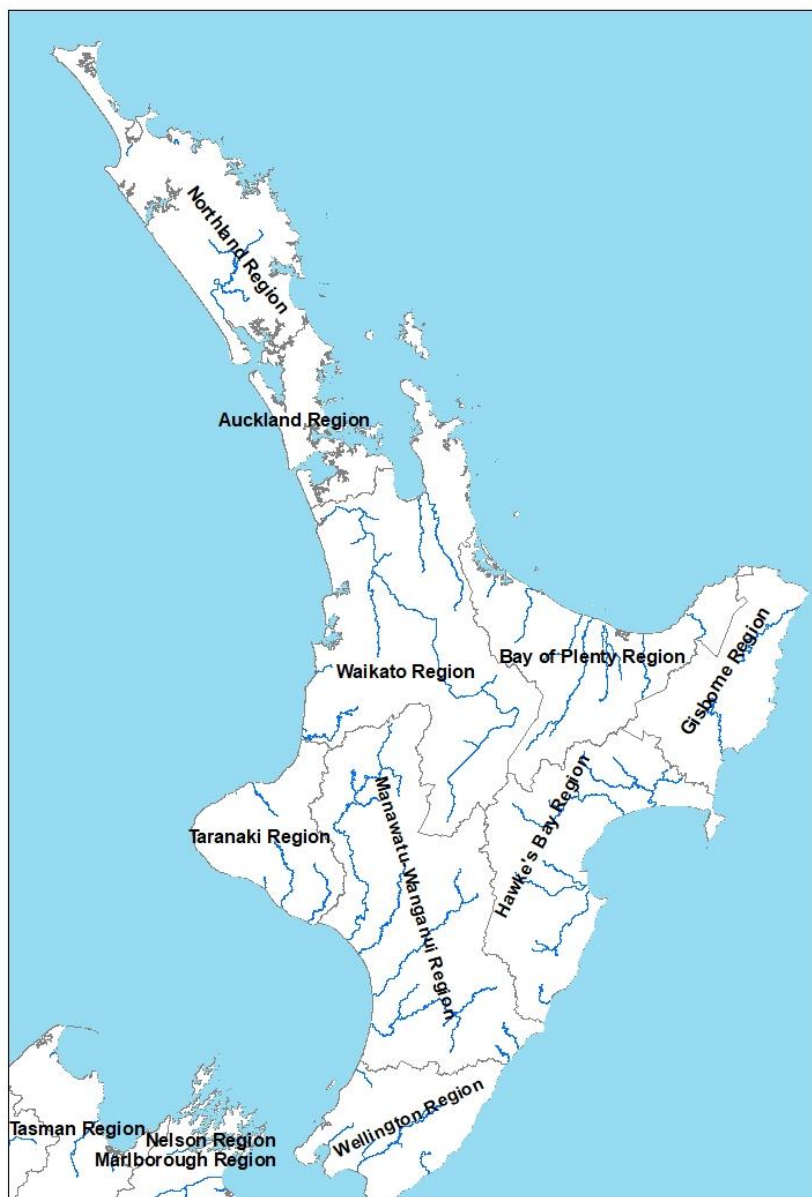 Northland Region
Auckland Region
Waikato Region
Bay of Plenty Region
Gisborne Region
Manawatu-Wanganui Region
Hawke's Bay Region
Taranaki Region
Wellington Region
Tasman Region
Nelson Region
Marlborough Region